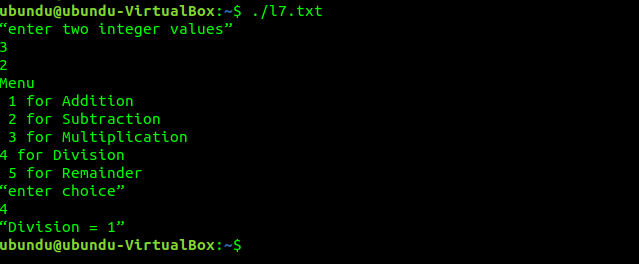 ubundu@ubundu-VirtualBox:~$ ./l7.txt
“enter two integer values”
3
2
Menu
 1 for Addition
 2 for Subtraction
 3 for Multiplication
4 for Division
 5 for Remainder
“enter choice”
4
“Division = 1”
ubundu@ubundu-VirtualBox:~$